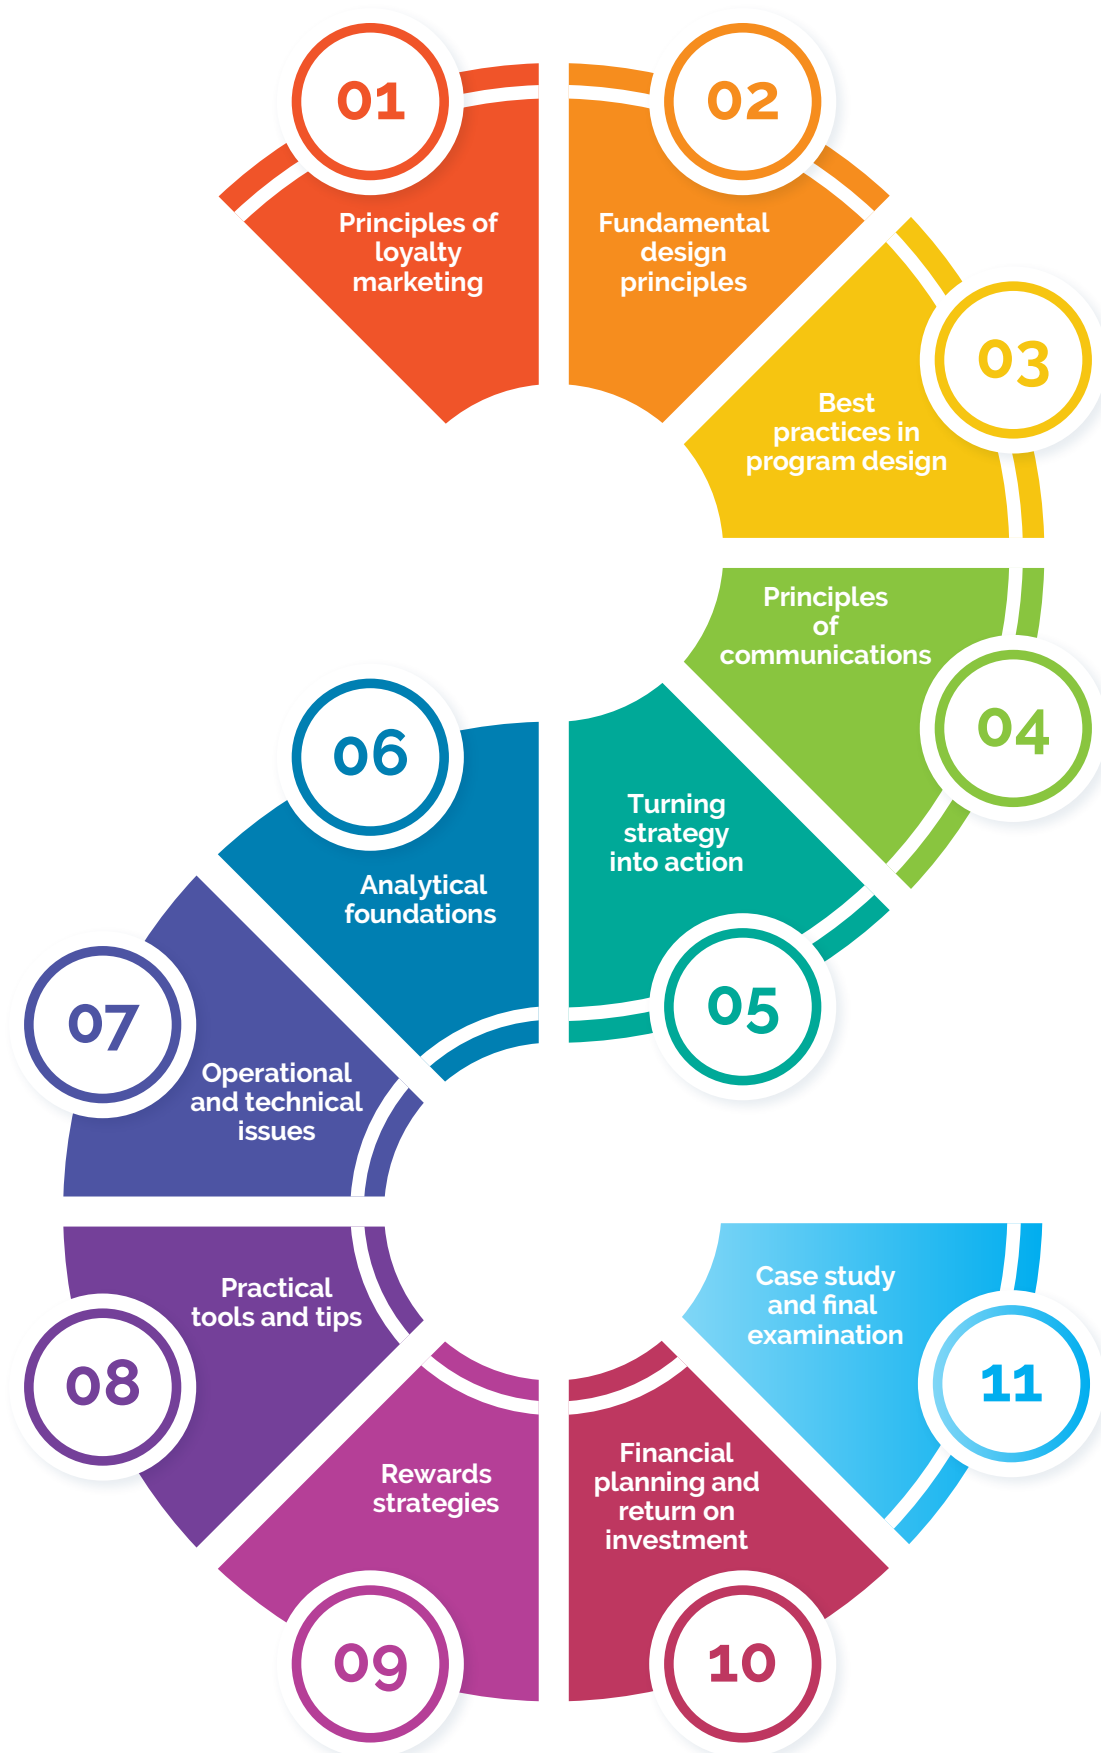 01
Principles of
loyalty
marketing
02
Fundamental
design
principles
03
Best
practices in
program design
04
Principles
of
communications
05
Turning
strategy
into action
06
Analytical
foundations
07
Operational
and technical
issues
08
Practical
tools and tips
09
Rewards
strategies
10
Financial
planning and
return on
investment
11
Case study
and final
examination